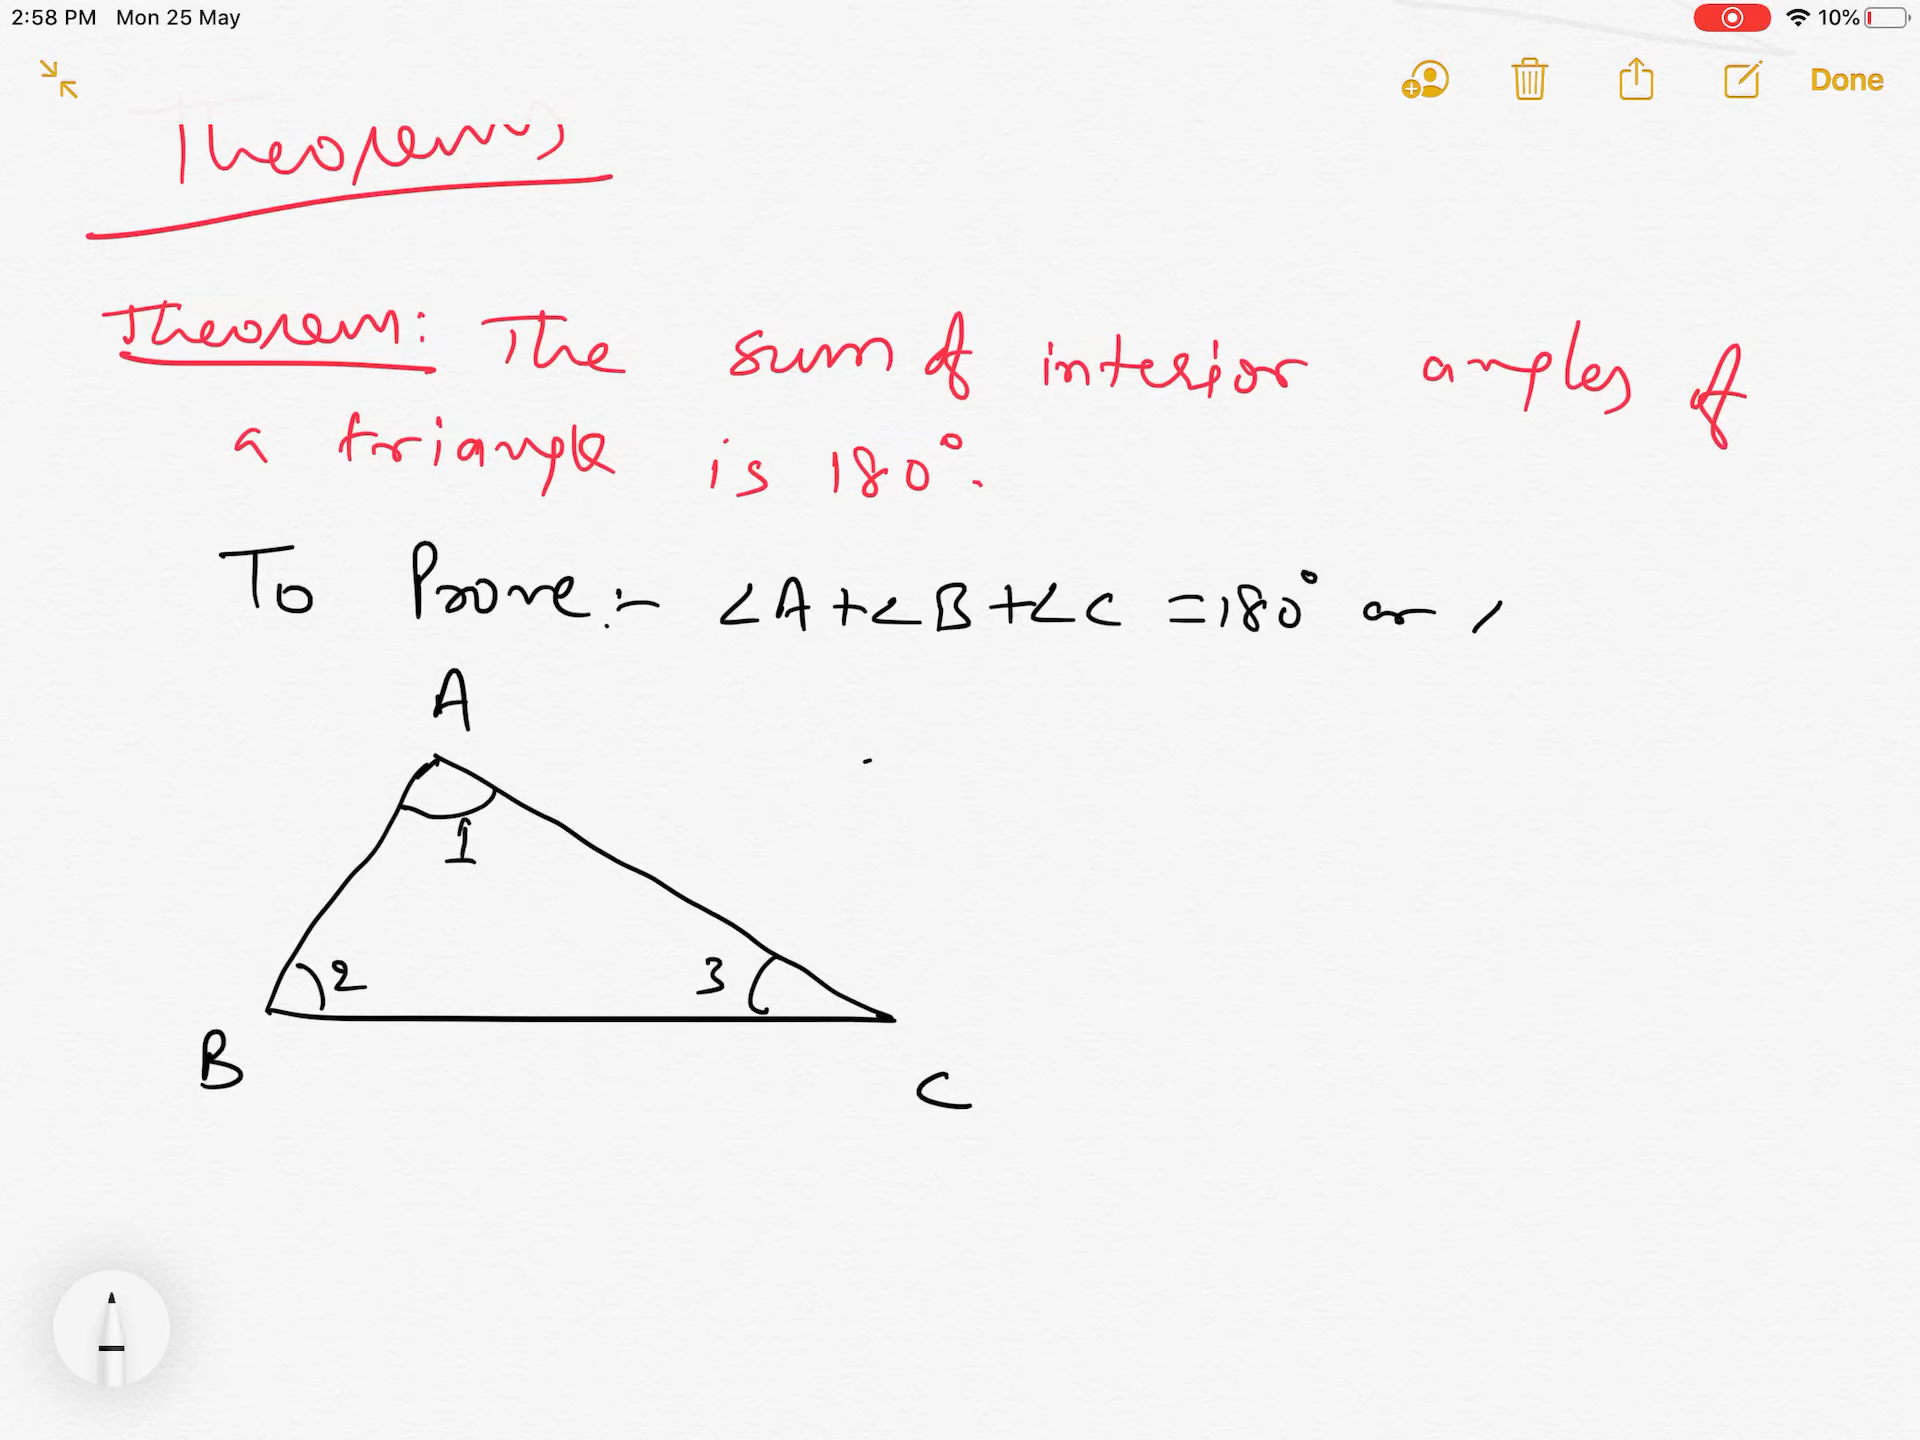 2:58 PM Mon 25 May
10%
Done
Theorems
Theorem: The sum of interior angles of
a triangle is 180°.
To Prove:- ∠A+∠B+∠C =180° or
A
1
2
3
B
C